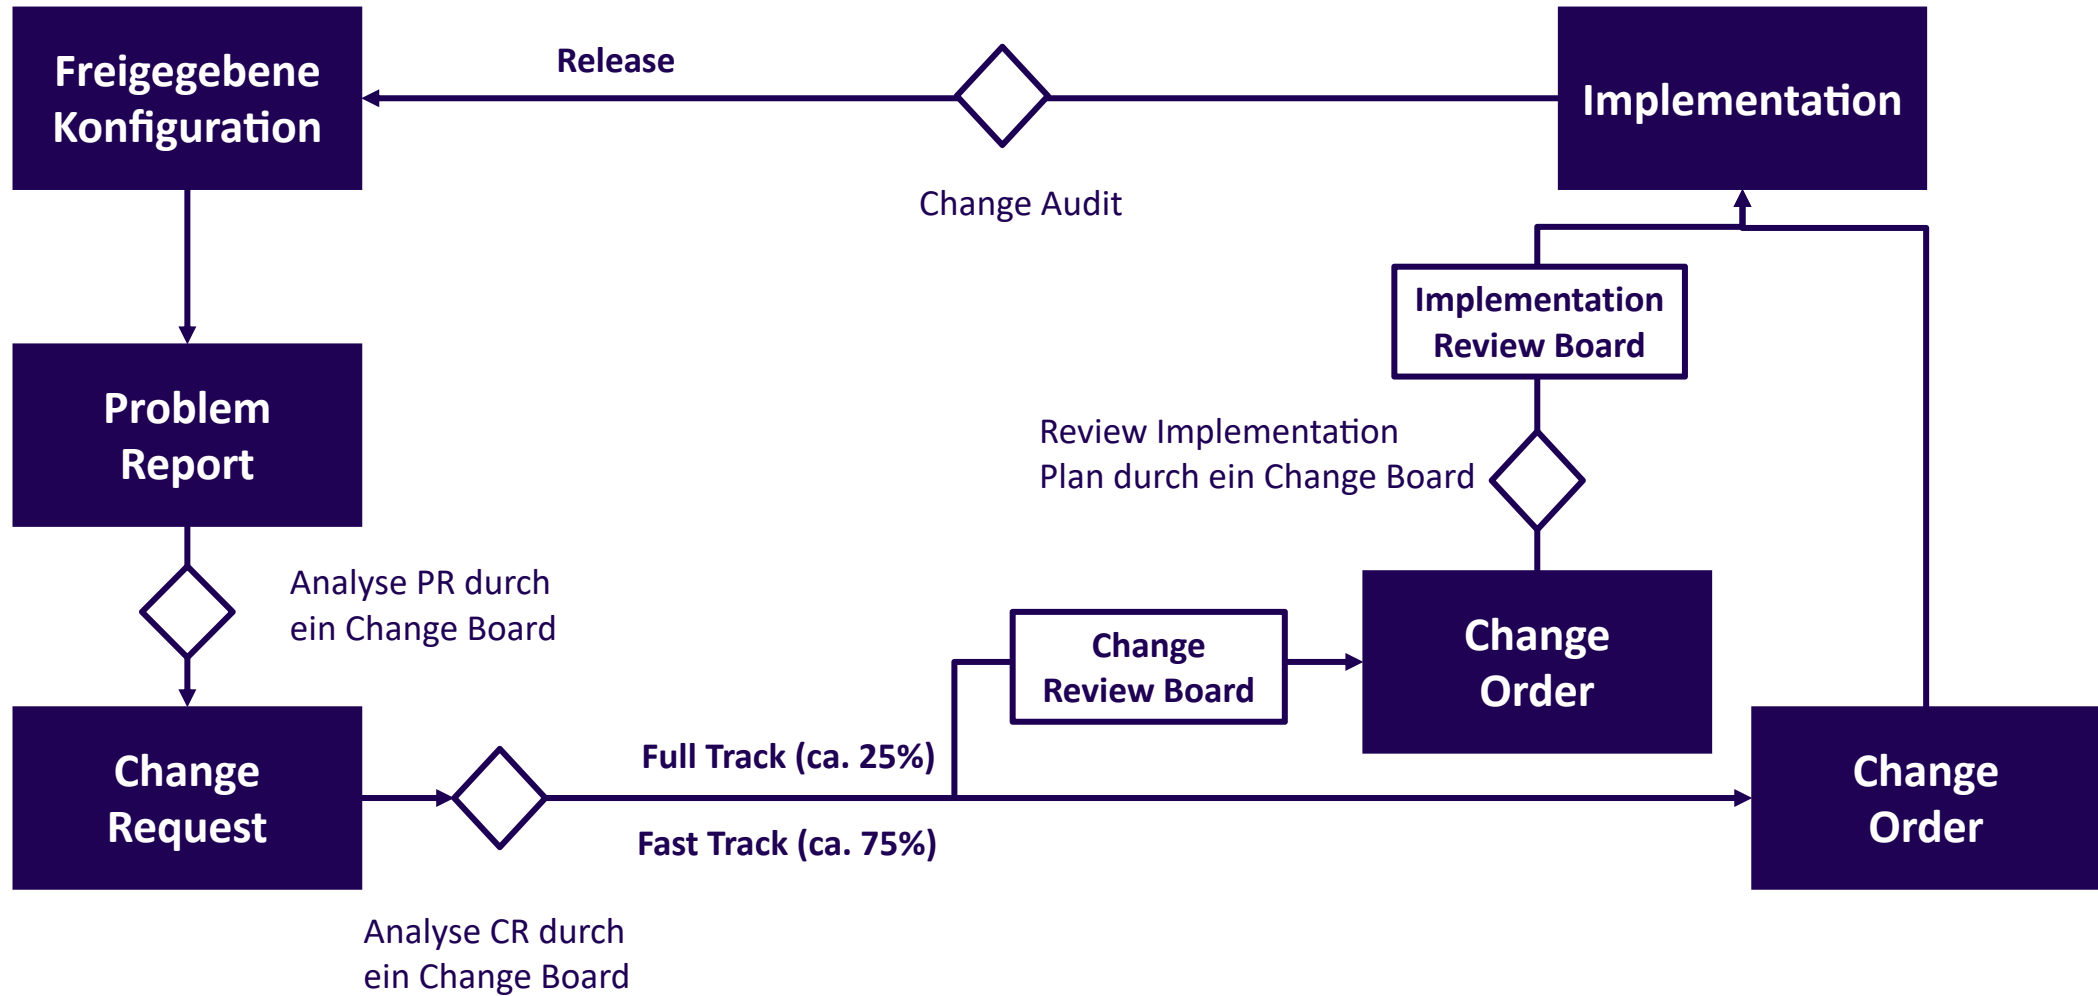 Freigegebene
Konfiguration
Release
Change Audit
Implementation
Problem
Report
Implementation
Review Board
Review Implementation
Plan durch ein Change Board
Analyse PR durch
ein Change Board
Change
Review Board
Change
Order
Change
Request
Full Track (ca. 25%)
Fast Track (ca. 75%)
Change
Order
Analyse CR durch
ein Change Board